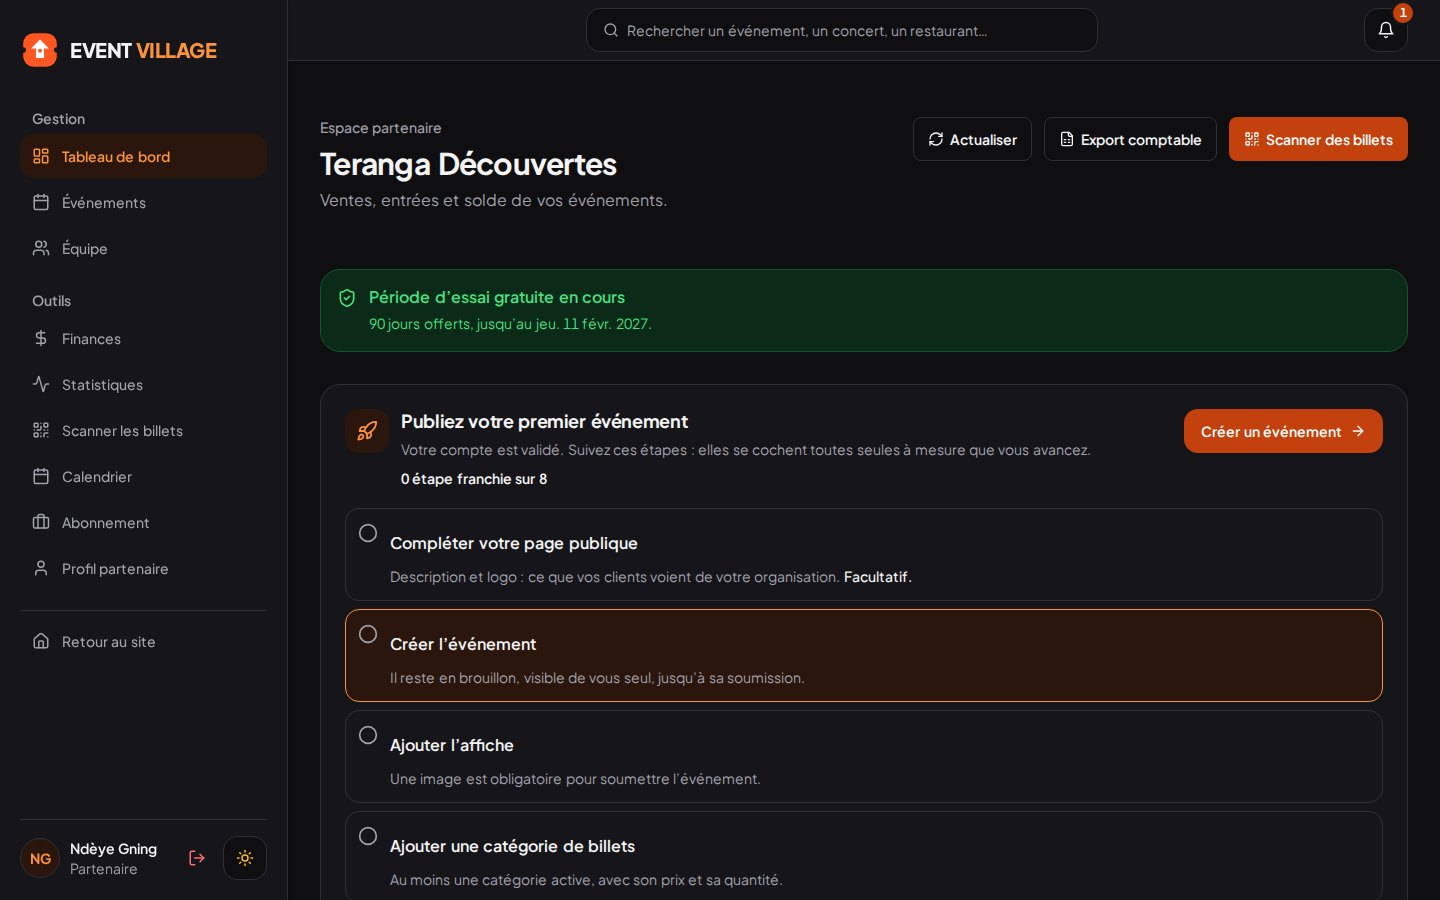 EVENT VILLAGE
Gestion
Tableau de bord
Événements
Équipe
Outils
Finances
Statistiques
Scanner les billets
Calendrier
Abonnement
Profil partenaire
Retour au site
NG
Ndèye Gning
Partenaire
Rechercher un événement, un concert, un restaurant…
1
Espace partenaire
Teranga Découvertes
Ventes, entrées et solde de vos événements.
Actualiser
Export comptable
Scanner des billets
Période d’essai gratuite en cours
90 jours offerts, jusqu’au jeu. 11 févr. 2027.
Publiez votre premier événement
Votre compte est validé. Suivez ces étapes : elles se cochent toutes seules à mesure que vous avancez.
0 étape franchie sur 8
Créer un événement
Compléter votre page publique
Description et logo : ce que vos clients voient de votre organisation. Facultatif.
Créer l’événement
Il reste en brouillon, visible de vous seul, jusqu’à sa soumission.
Ajouter l’affiche
Une image est obligatoire pour soumettre l’événement.
Ajouter une catégorie de billets
Au moins une catégorie active, avec son prix et sa quantité.